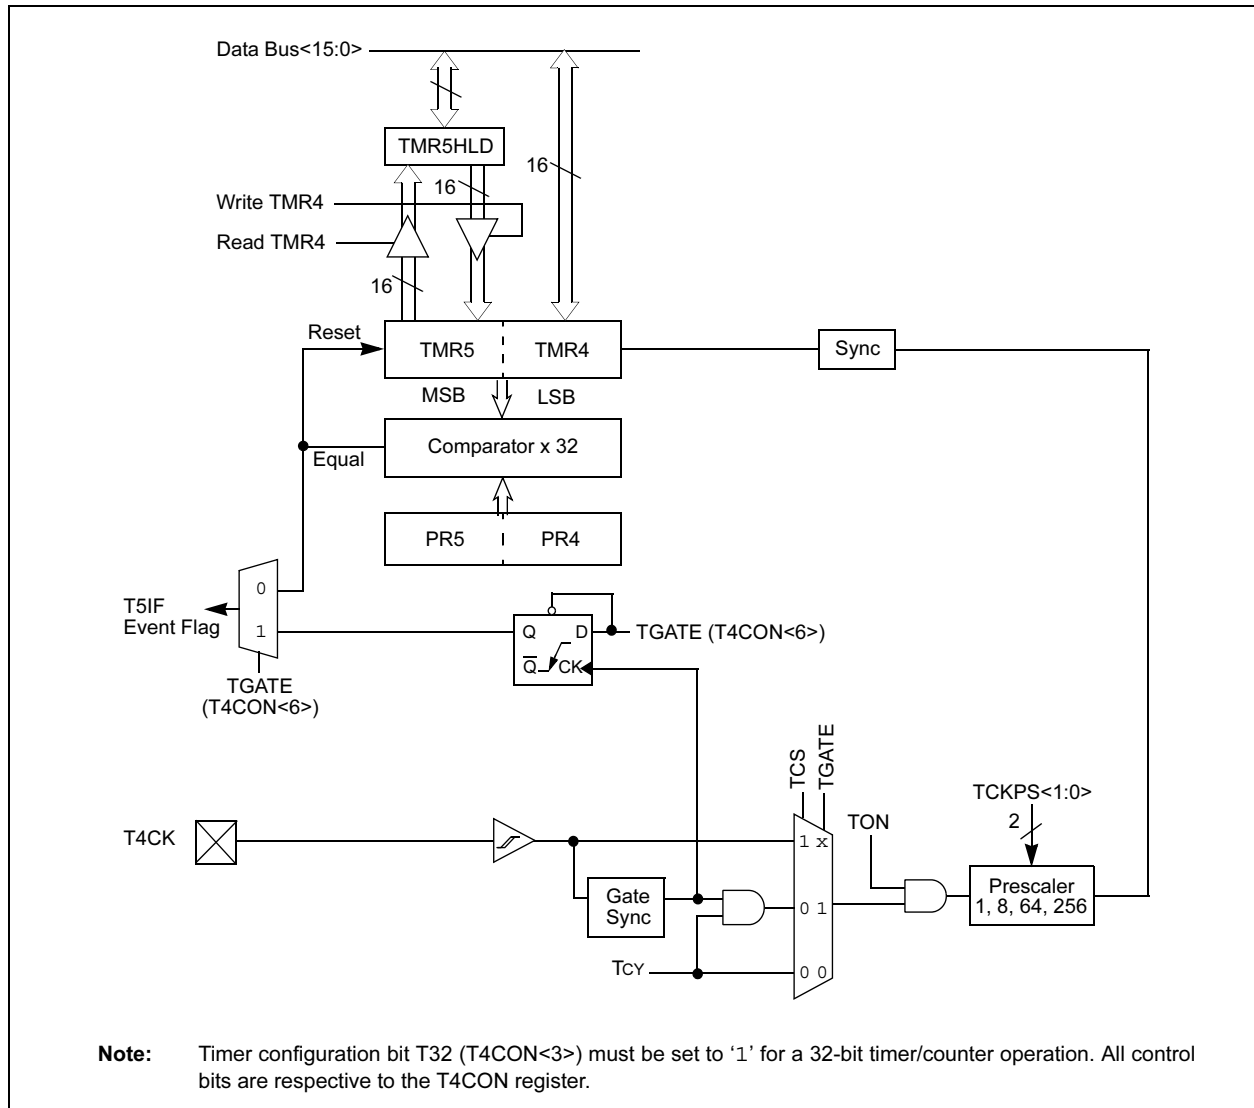 Data Bus<15:0>
TMR5HLD
16
16
Write TMR4
Read TMR4
16
Reset
TMR5
TMR4
Sync
MSB
LSB
Equal
Comparator x 32
PR5
PR4
0
1
T5IF
Event Flag
TGATE
(T4CON<6>)
Q
D
Q
CK
TGATE (T4CON<6>)
TCS
TGATE
TCKPS<1:0>
2
TON
T4CK
1 x
Gate
Sync
0 1
Prescaler
1, 8, 64, 256
TCY
0 0
Note: Timer configuration bit T32 (T4CON<3>) must be set to ‘1’ for a 32-bit timer/counter operation. All control
bits are respective to the T4CON register.